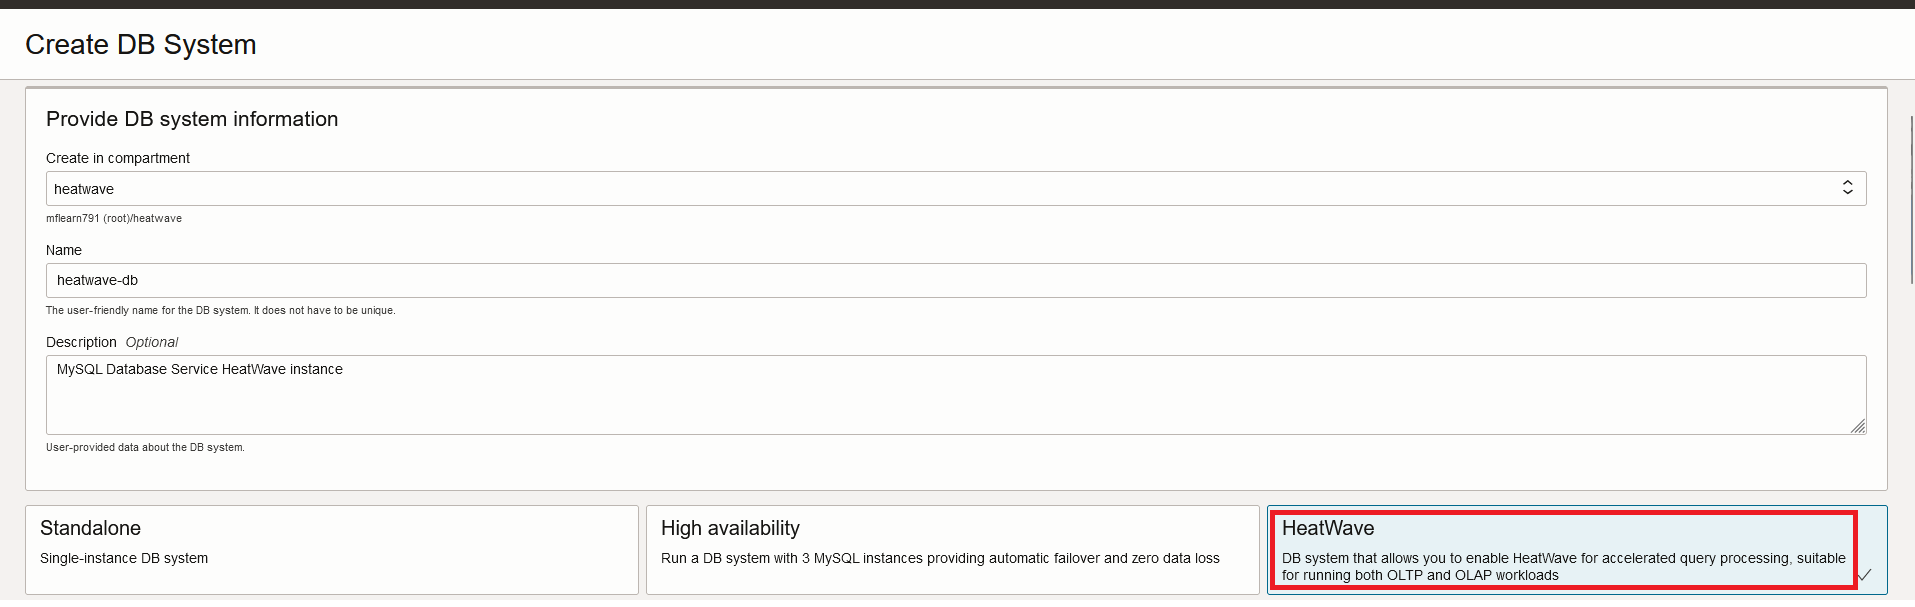 Create DB System
Provide DB system information
Create in compartment
heatwave
mflearn791 (root)/heatwave
Name
heatwave-db
The user-friendly name for the DB system. It does not have to be unique.
Description Optional
MySQL Database Service HeatWave instance
User-provided data about the DB system.
Standalone
Single-instance DB system
High availability
Run a DB system with 3 MySQL instances providing automatic failover and zero data loss
HeatWave
DB system that allows you to enable HeatWave for accelerated query processing, suitable
for running both OLTP and OLAP workloads